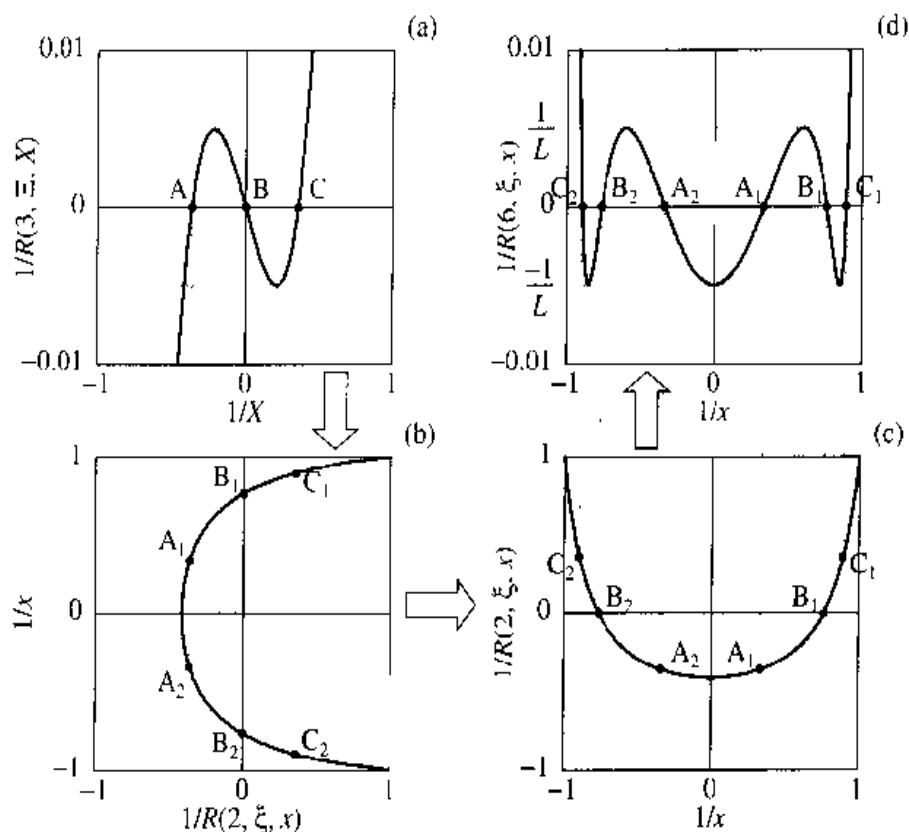 (a)
0.01
1/R(3, Ξ, X)
A
B
C
0
−0.01
−1
0
1
1/X
(d)
0.01
1/R(6, ξ, x)
1/L
C₂
B₂
A₂
A₁
B₁
C₁
0
−1/L
−0.01
−1
0
1
1/x
(b)
1
1/x
B₁
C₁
A₁
0
A₂
B₂
C₂
−1
−1
0
1
1/R(2, ξ, x)
(c)
1
1/R(2, ξ, x)
C₂
C₁
B₂
B₁
0
A₂
A₁
−1
−1
0
1
1/x